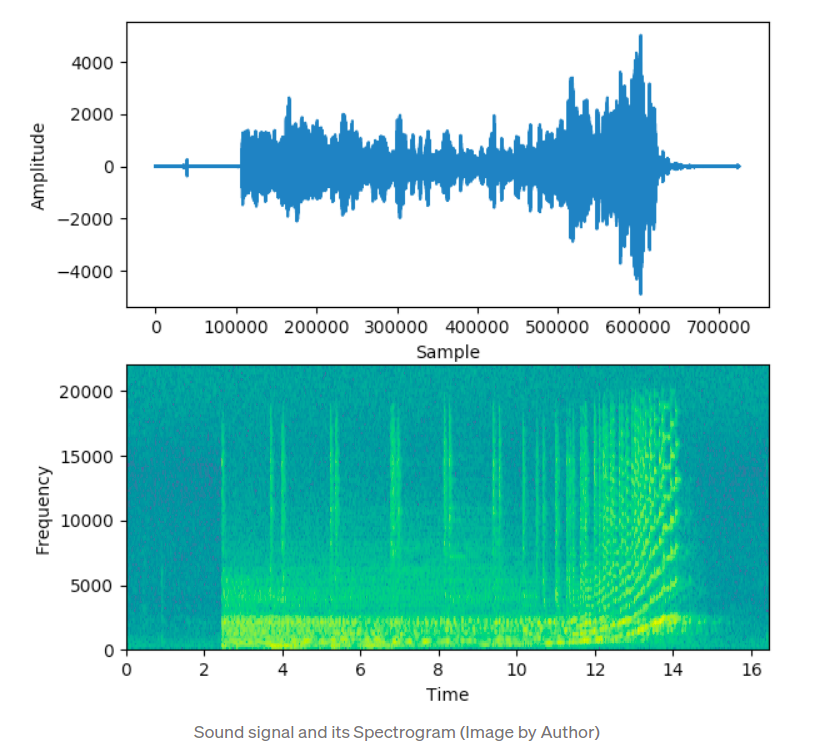 4000
2000
0
−2000
−4000
Amplitude
0 100000 200000 300000 400000 500000 600000 700000
Sample
20000
15000
10000
5000
0
Frequency
0 2 4 6 8 10 12 14 16
Time
Sound signal and its Spectrogram (Image by Author)